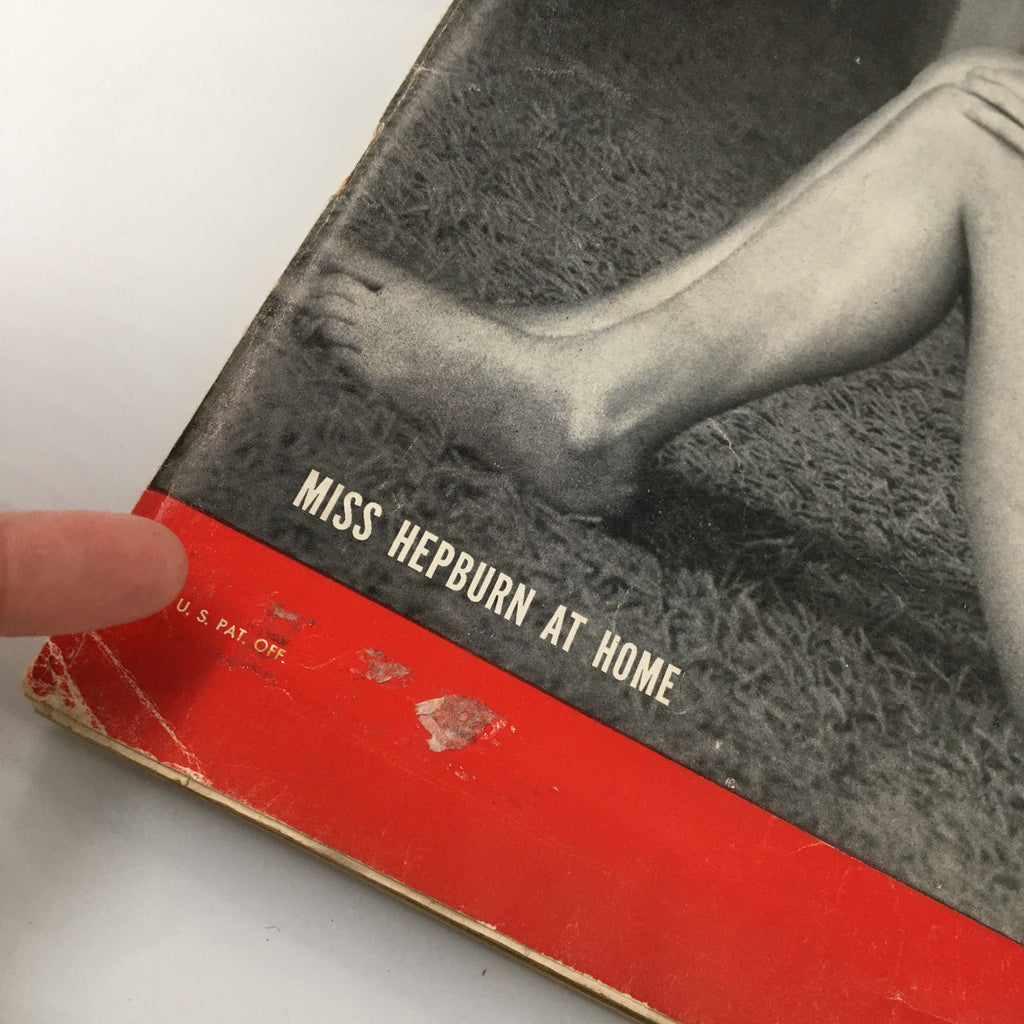 MISS HEPBURN AT HOME
U. S. PAT. OFF.